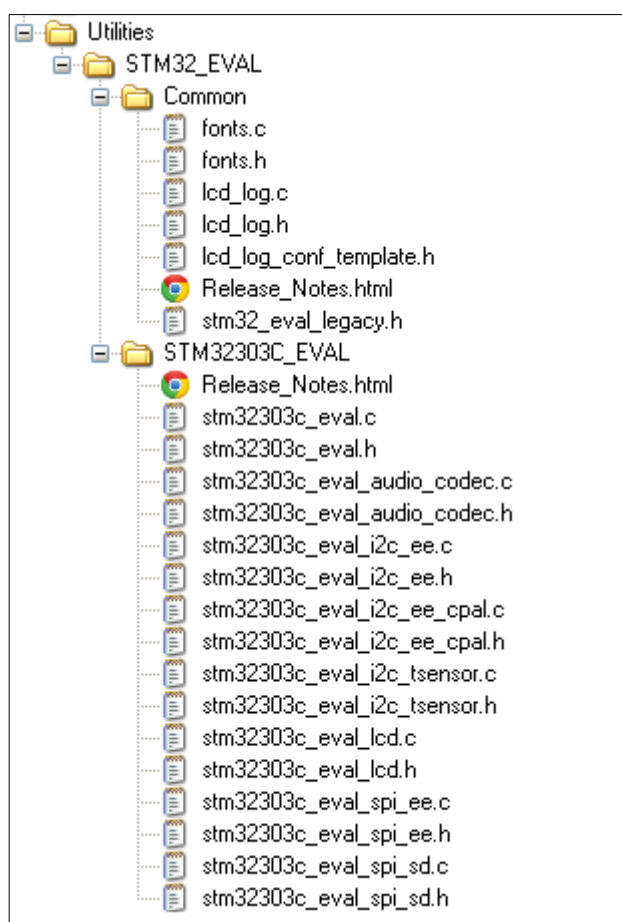 Utilities
STM32_EVAL
Common
fonts.c
fonts.h
lcd_log.c
lcd_log.h
lcd_log_conf_template.h
Release_Notes.html
stm32_eval_legacy.h
STM32303C_EVAL
Release_Notes.html
stm32303c_eval.c
stm32303c_eval.h
stm32303c_eval_audio_codec.c
stm32303c_eval_audio_codec.h
stm32303c_eval_i2c_ee.c
stm32303c_eval_i2c_ee.h
stm32303c_eval_i2c_ee_cpal.c
stm32303c_eval_i2c_ee_cpal.h
stm32303c_eval_i2c_tsensor.c
stm32303c_eval_i2c_tsensor.h
stm32303c_eval_lcd.c
stm32303c_eval_lcd.h
stm32303c_eval_spi_ee.c
stm32303c_eval_spi_ee.h
stm32303c_eval_spi_sd.c
stm32303c_eval_spi_sd.h